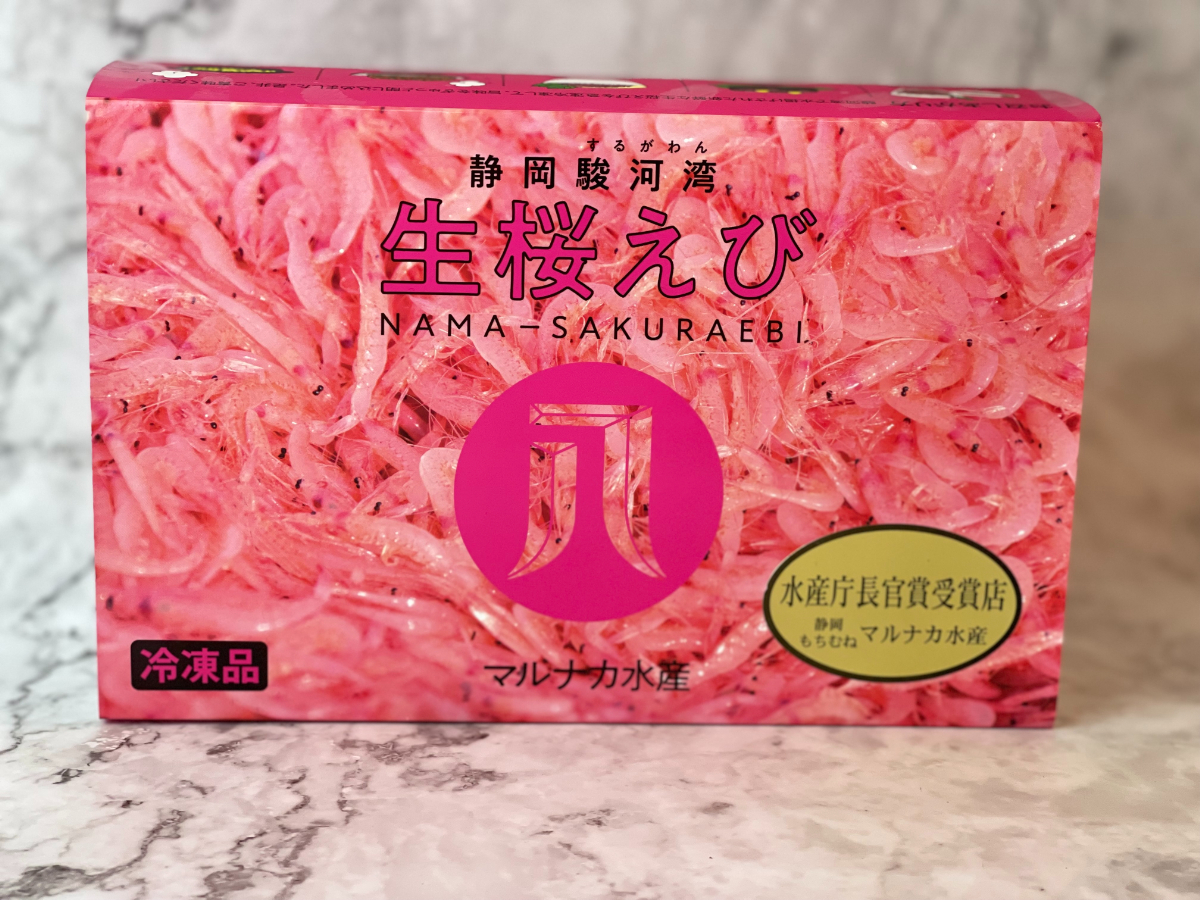 するがわん
静岡駿河湾
生桜えび
NAMA-SAKURAEBI
水産庁長官賞受賞店
静岡
もちむね マルナカ水産
冷凍品
マルナカ水産